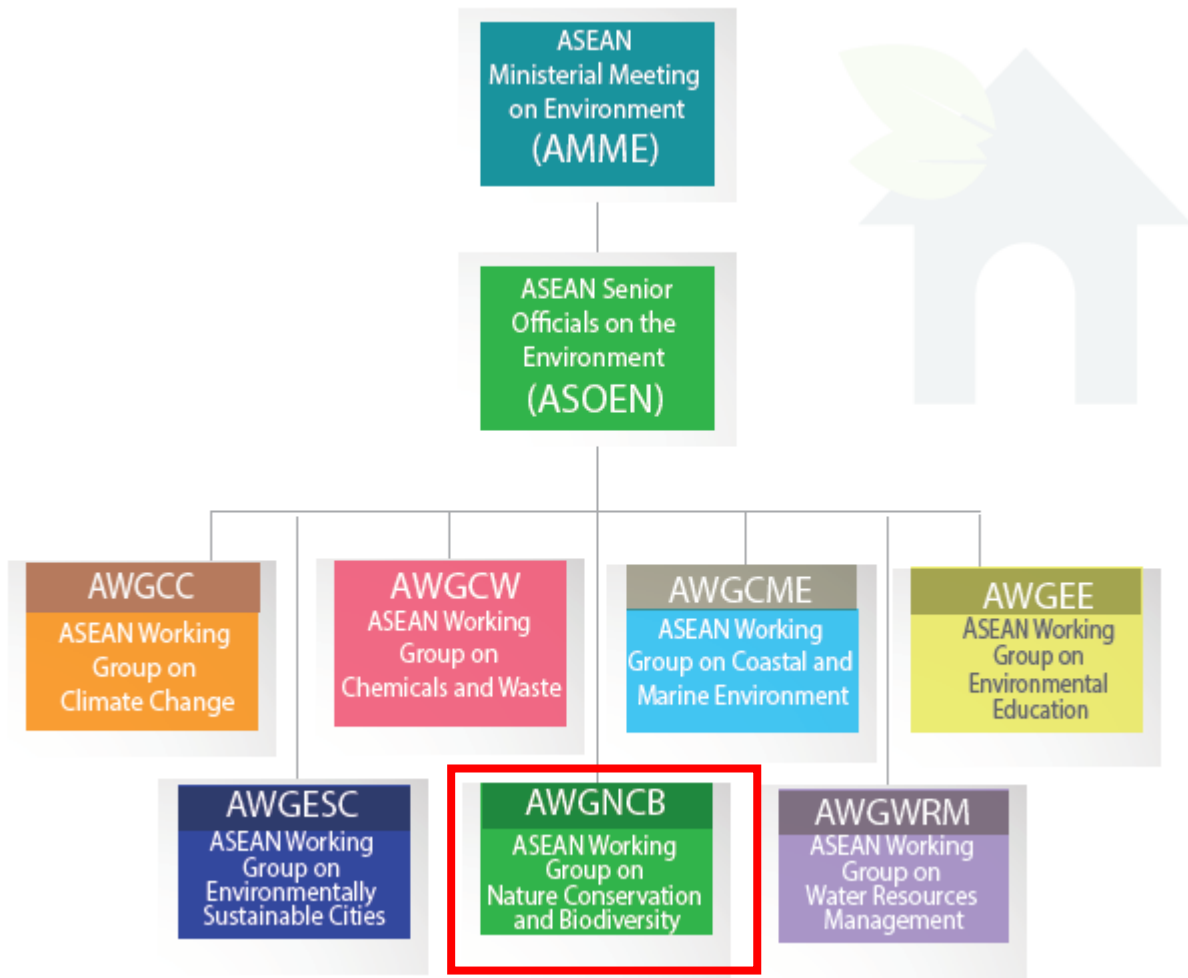 ASEAN
Ministerial Meeting
on Environment
(AMME)
ASEAN Senior
Officials on the
Environment
(ASOEN)
AWGCC
ASEAN Working
Group on
Climate Change
AWGCW
ASEAN Working
Group on
Chemicals and Waste
AWGCME
ASEAN Working
Group on Coastal and
Marine Environment
AWGEE
ASEAN Working
Group on
Environmental
Education
AWGESC
ASEAN Working
Group on
Environmentally
Sustainable Cities
AWGNCB
ASEAN Working
Group on
Nature Conservation
and Biodiversity
AWGWRM
ASEAN Working
Group on
Water Resources
Management